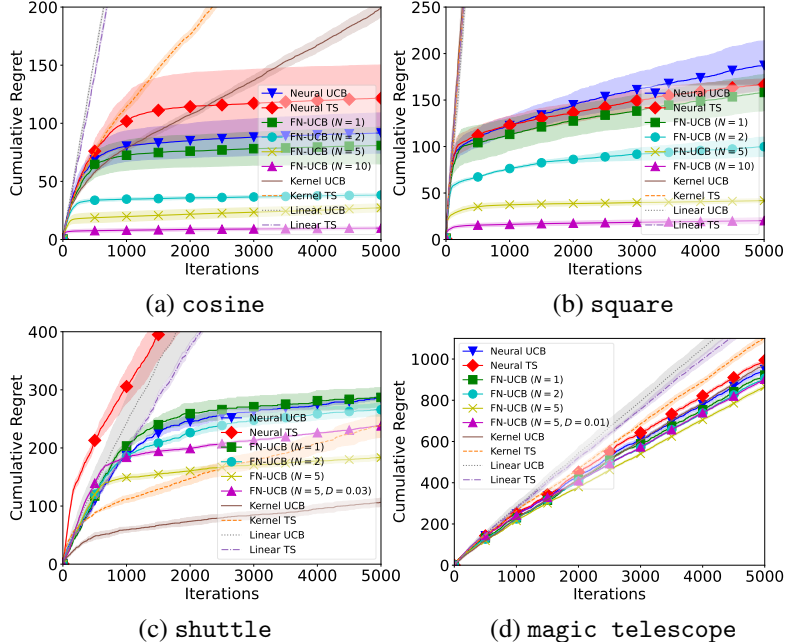 200
150
100
50
0
Cumulative Regret
Neural UCB
Neural TS
FN-UCB (N = 1)
FN-UCB (N = 2)
FN-UCB (N = 5)
FN-UCB (N = 10)
Kernel UCB
Kernel TS
Linear UCB
Linear TS
0 1000 2000 3000 4000 5000
Iterations
(a) cosine
250
200
150
100
50
0
Cumulative Regret
Neural UCB
Neural TS
FN-UCB (N = 1)
FN-UCB (N = 2)
FN-UCB (N = 5)
FN-UCB (N = 10)
Kernel UCB
Kernel TS
Linear UCB
Linear TS
0 1000 2000 3000 4000 5000
Iterations
(b) square
400
300
200
100
0
Cumulative Regret
Neural UCB
Neural TS
FN-UCB (N = 1)
FN-UCB (N = 2)
FN-UCB (N = 5)
FN-UCB (N = 5, D = 0.03)
Kernel UCB
Kernel TS
Linear UCB
Linear TS
0 1000 2000 3000 4000 5000
Iterations
(c) shuttle
1000
800
600
400
200
0
Cumulative Regret
Neural UCB
Neural TS
FN-UCB (N = 1)
FN-UCB (N = 2)
FN-UCB (N = 5)
FN-UCB (N = 5, D = 0.01)
Kernel UCB
Kernel TS
Linear UCB
Linear TS
0 1000 2000 3000 4000 5000
Iterations
(d) magic telescope